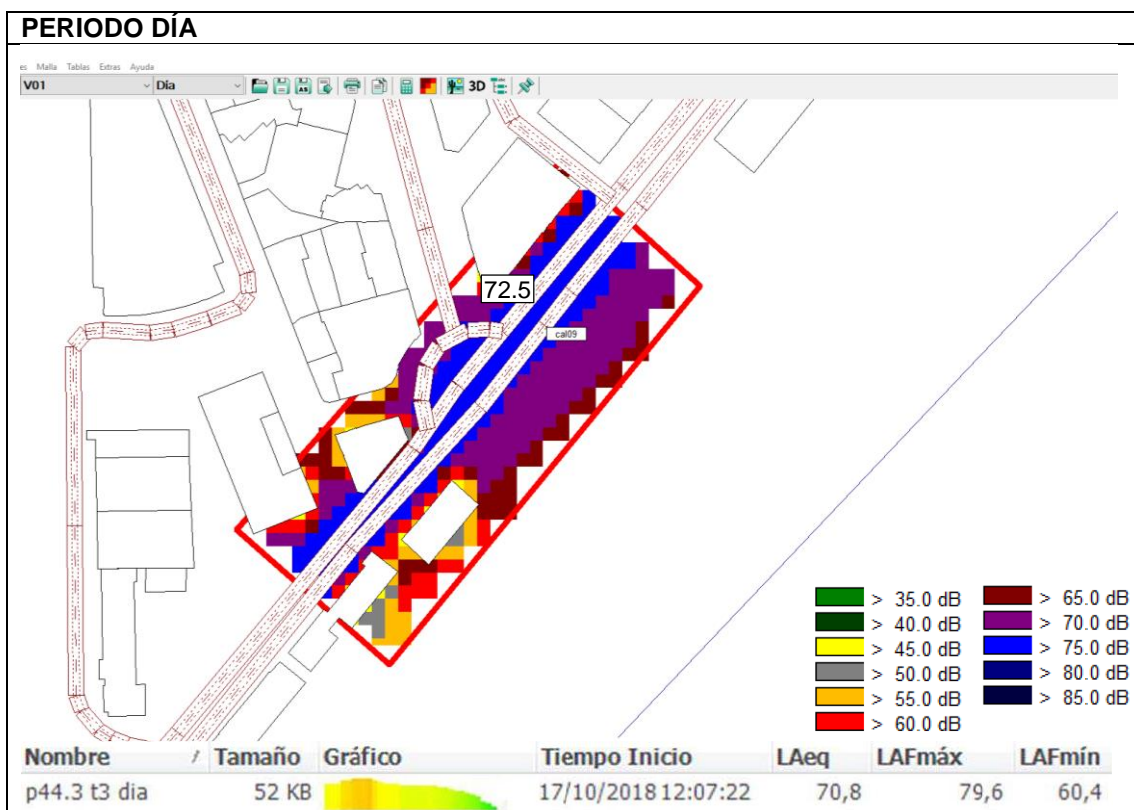 PERIODO DÍA
es Malla Tablas Extras Ayuda
V01 Dia AS 3D
72.5
cal09
> 35.0 dB
> 40.0 dB
> 45.0 dB
> 50.0 dB
> 55.0 dB
> 60.0 dB
> 65.0 dB
> 70.0 dB
> 75.0 dB
> 80.0 dB
> 85.0 dB
Nombre / Tamaño Gráfico Tiempo Inicio LAeq LAFmáx LAFmín
p44.3 t3 dia 52 KB 17/10/2018 12:07:22 70,8 79,6 60,4